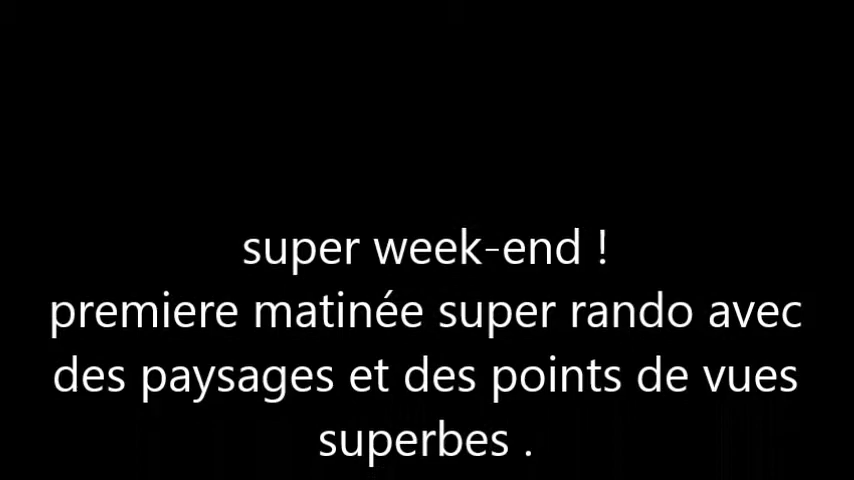 super week-end !
premiere matinée super rando avec
des paysages et des points de vues
superbes .